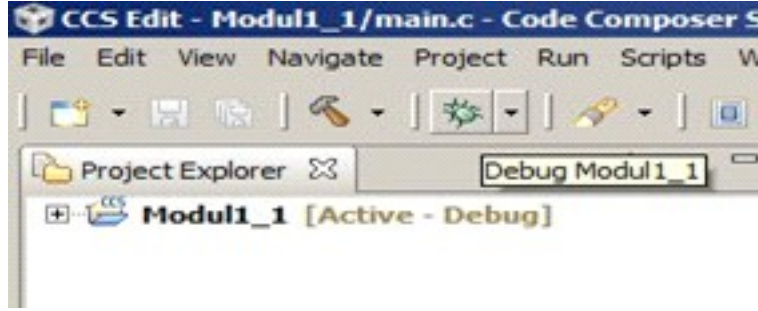 CCS Edit - Modul1_1/main.c - Code Composer S
File Edit View Navigate Project Run Scripts W
Project Explorer
Debug Modul1_1
CCS
Modul1_1 [Active - Debug]